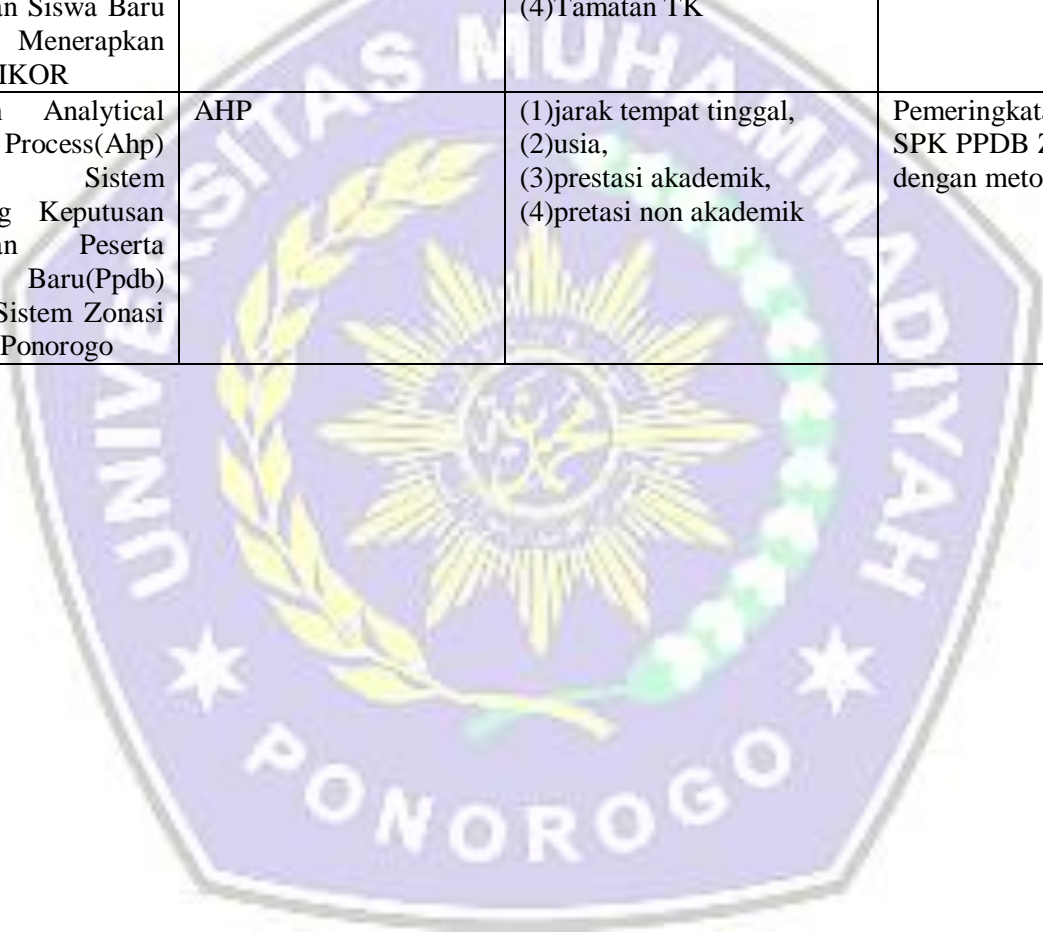 an Siswa Baru
Menerapkan
IKOR
(4)Tamatan TK
Analytical
Process(Ahp)
Sistem
Keputusan
Peserta
Baru(Ppdb)
Sistem Zonasi
Ponorogo
AHP
(1)jarak tempat tinggal,
(2)usia,
(3)prestasi akademik,
(4)pretasi non akademik
Pemeringkata
SPK PPDB
dengan meto
UNIVERSITAS MUHAMMADIYAH
PONOROGO